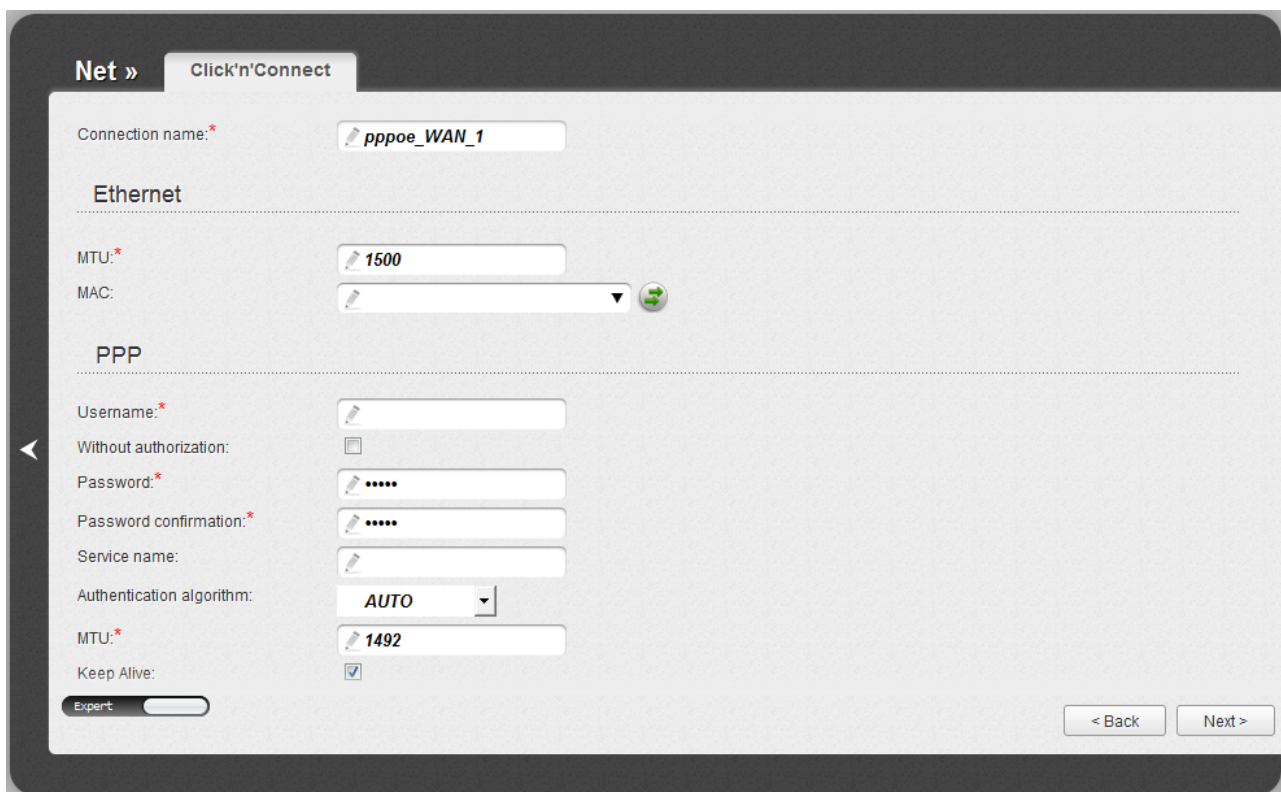 Net » Click'n'Connect
Connection name:* pppoe_WAN_1
Ethernet
MTU:* 1500
MAC:
PPP
Username:*
Without authorization:
Password:* •••••
Password confirmation:* •••••
Service name:
Authentication algorithm: AUTO
MTU:* 1492
Keep Alive:
Expert
< Back Next >